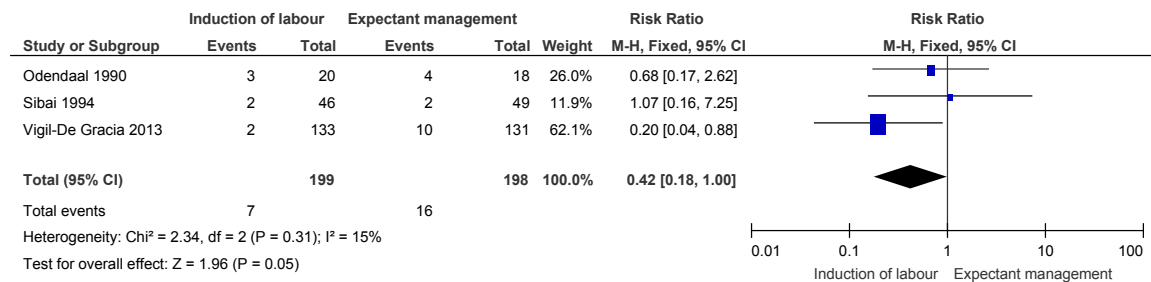 Induction of labour Expectant management Risk Ratio Risk Ratio
Study or Subgroup Events Total Events Total Weight M-H, Fixed, 95% CI M-H, Fixed, 95% CI
Odendaal 1990 3 20 4 18 26.0% 0.68 [0.17, 2.62]
Sibai 1994 2 46 2 49 11.9% 1.07 [0.16, 7.25]
Vigil-De Gracia 2013 2 133 10 131 62.1% 0.20 [0.04, 0.88]
Total (95% CI) 199 198 100.0% 0.42 [0.18, 1.00]
Total events 7 16
Heterogeneity: Chi² = 2.34, df = 2 (P = 0.31); I² = 15%
Test for overall effect: Z = 1.96 (P = 0.05)
0.01 0.1 1 10 100
Induction of labour Expectant management